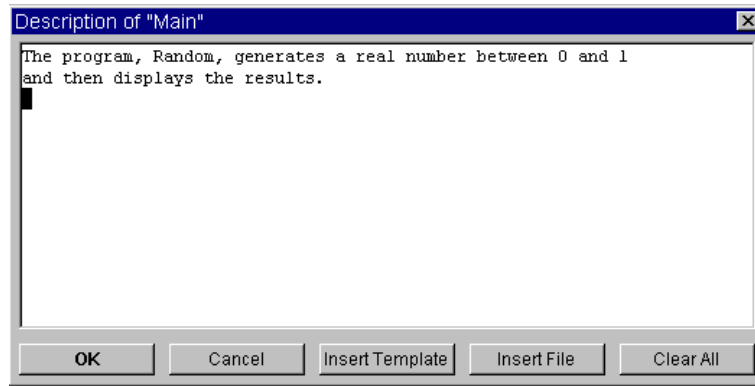 Description of "Main"
The program, Random, generates a real number between 0 and 1
and then displays the results.
OK Cancel Insert Template Insert File Clear All